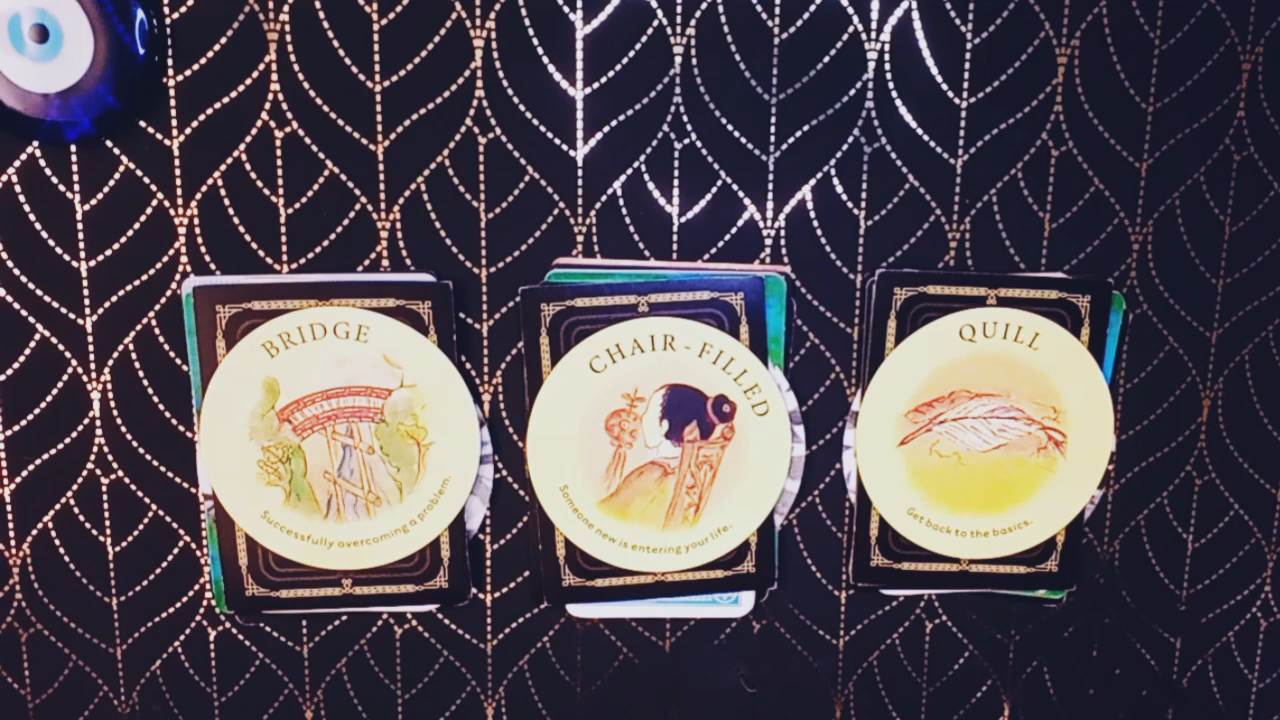 BRIDGE
Successfully overcoming a problem.
CHAIR-FILLED
Someone new is entering your life.
QUILL
Get back to the basics.